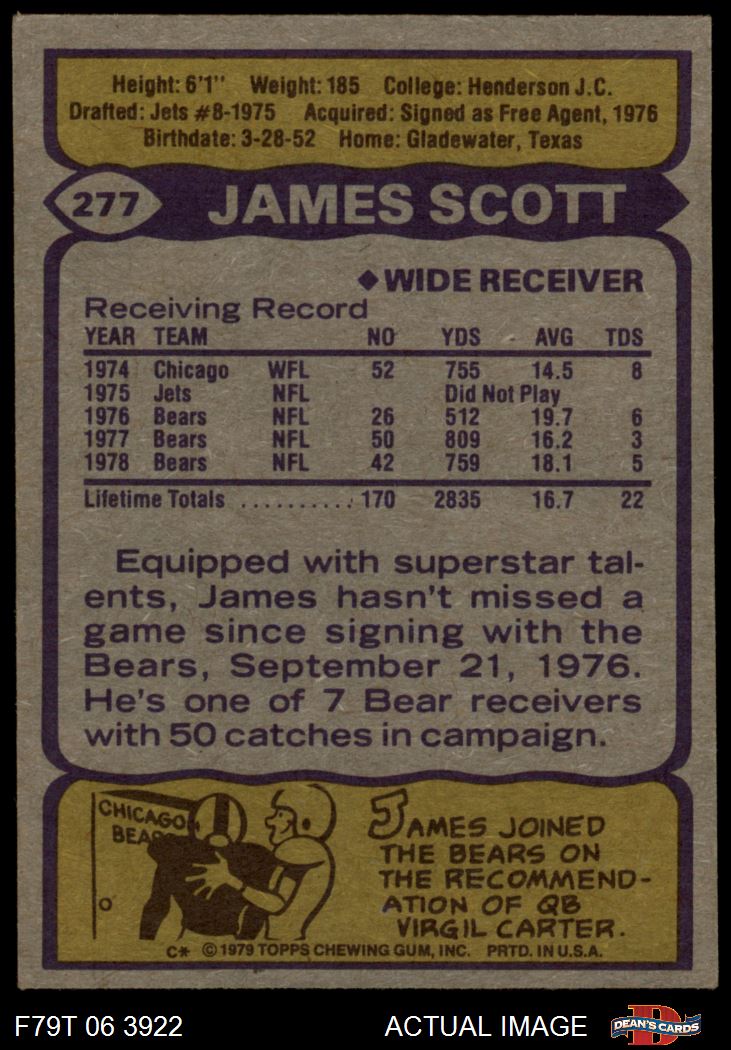 Height: 6'1" Weight: 185 College: Henderson J.C.
Drafted: Jets #8-1975 Acquired: Signed as Free Agent, 1976
Birthdate: 3-28-52 Home: Gladewater, Texas
277 JAMES SCOTT
◆WIDE RECEIVER
Receiving Record
YEAR TEAM NO YDS AVG TDS
1974 Chicago WFL 52 755 14.5 8
1975 Jets NFL Did Not Play
1976 Bears NFL 26 512 19.7 6
1977 Bears NFL 50 809 16.2 3
1978 Bears NFL 42 759 18.1 5
Lifetime Totals .......... 170 2835 16.7 22
Equipped with superstar tal-
ents, James hasn't missed a
game since signing with the
Bears, September 21, 1976.
He's one of 7 Bear receivers
with 50 catches in campaign.
CHICAGO
BEA
JAMES JOINED
THE BEARS ON
THE RECOMMEND-
ATION OF QB
VIRGIL CARTER.
C* © 1979 TOPPS CHEWING GUM, INC. PRTD. IN U.S.A.
F79T 06 3922 ACTUAL IMAGE D DEAN'S CARDS